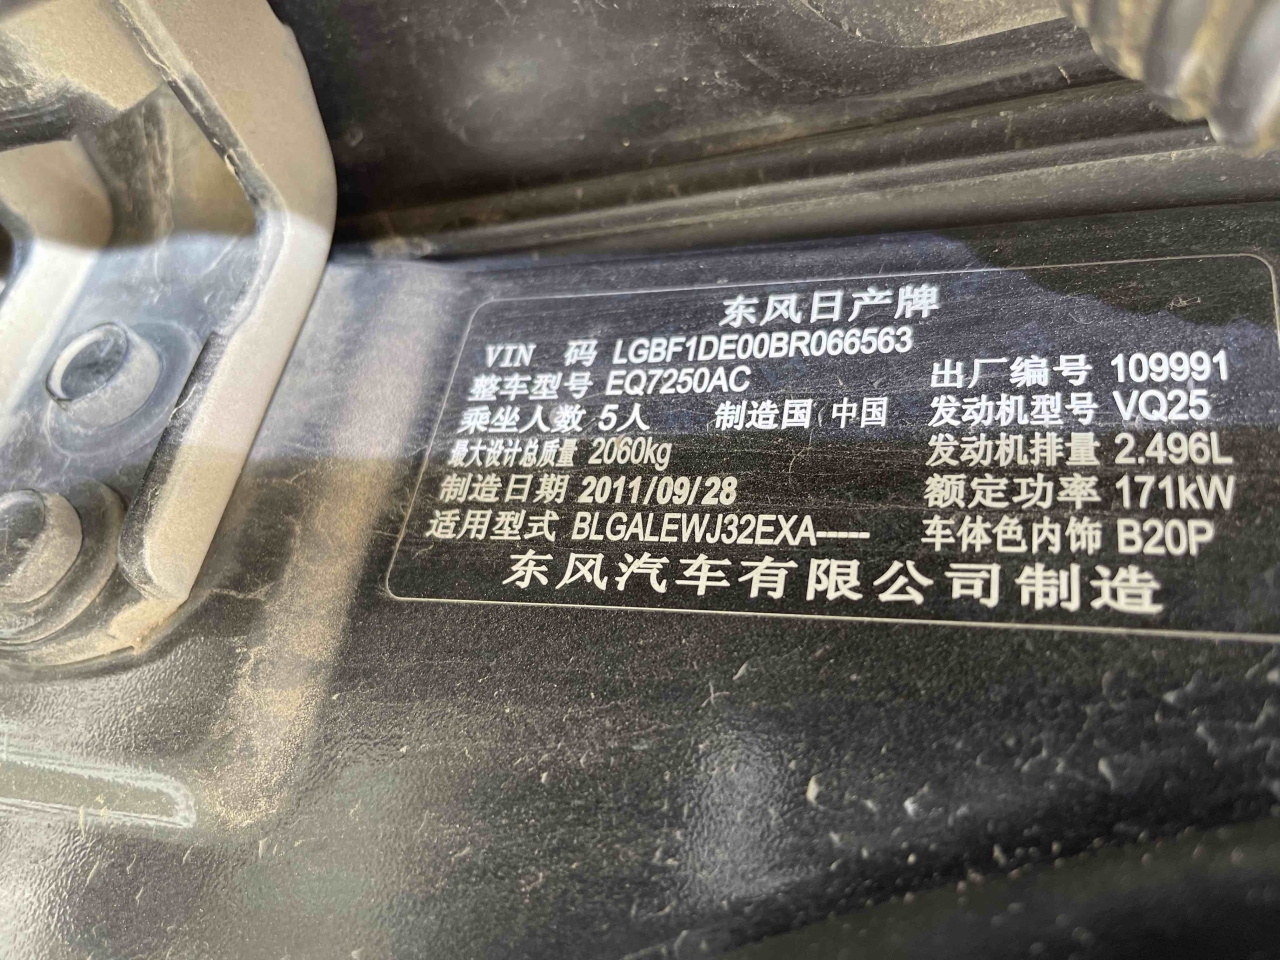 东风日产牌
VIN 码 LGBF1DE00BR066563
整车型号 EQ7250AC 出厂编号 109991
乘坐人数 5人 制造国 中国 发动机型号 VQ25
最大设计总质量 2060kg 发动机排量 2.496L
制造日期 2011/09/28 额定功率 171kW
适用型式 BLGALEWJ32EXA----- 车体色内饰 B20P
东风汽车有限公司制造